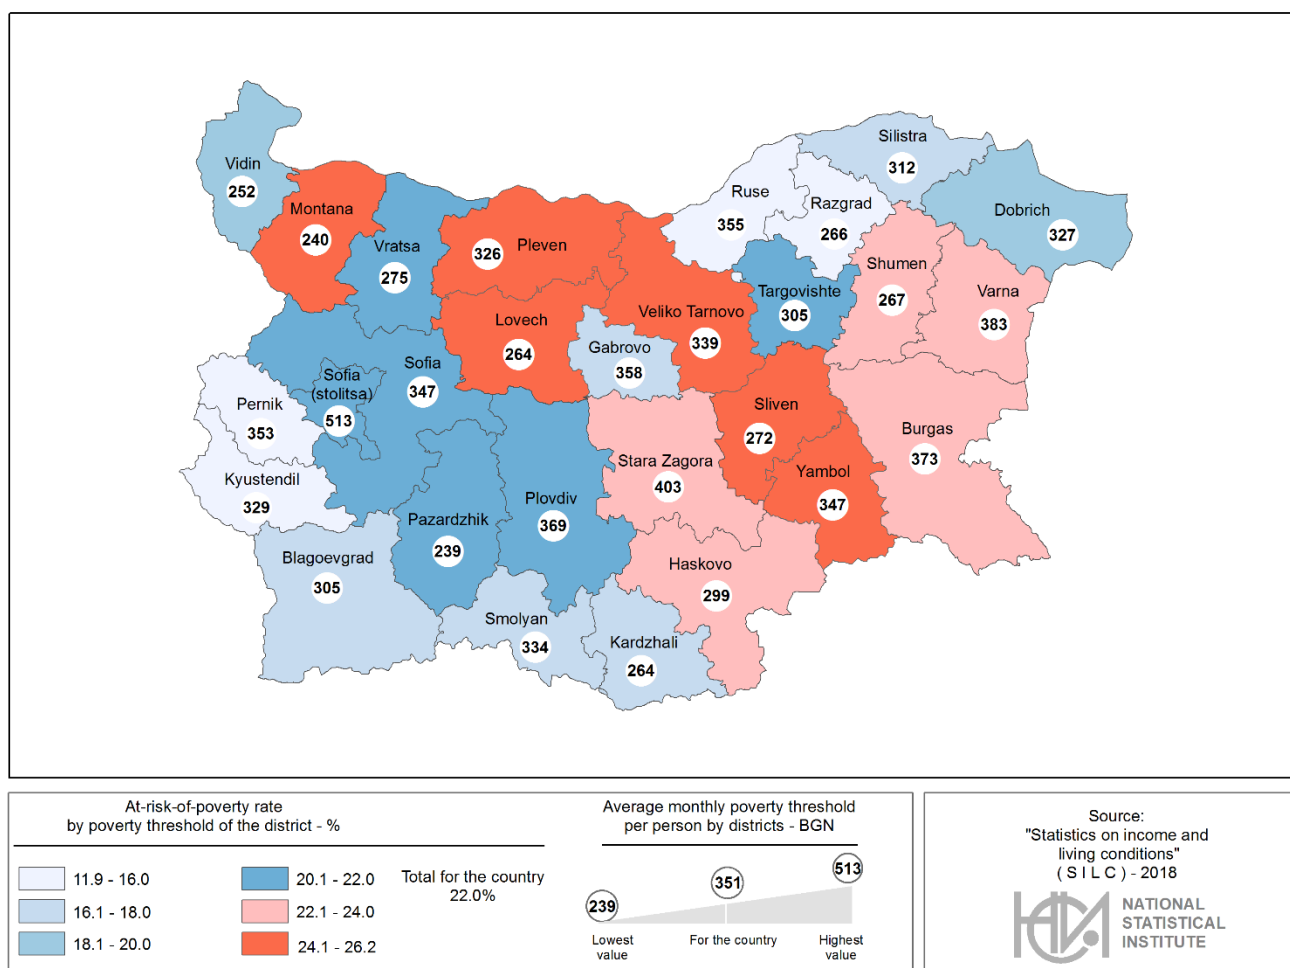 Vidin
252
Montana
240
Vratsa
275
326
Pleven
Lovech
264
Veliko Tarnovo
339
Gabrovo
358
Ruse
355
Razgrad
266
Silistra
312
Dobrich
327
Shumen
267
Varna
383
Targovishte
305
Sofia
347
Sofia
(stolitsa)
513
Pernik
353
Kyustendil
329
Blagoevgrad
305
Pazardzhik
239
Plovdiv
369
Stara Zagora
403
Sliven
272
Yambol
347
Burgas
373
Haskovo
299
Smolyan
334
Kardzhali
264
At-risk-of-poverty rate
by poverty threshold of the district - %
11.9 - 16.0
16.1 - 18.0
18.1 - 20.0
20.1 - 22.0
22.1 - 24.0
24.1 - 26.2
Total for the country
22.0%
Average monthly poverty threshold
per person by districts - BGN
239
351
513
Lowest
value
For the country
Highest
value
Source:
"Statistics on income and
living conditions"
( S I L C ) - 2018
НСИ
NATIONAL
STATISTICAL
INSTITUTE